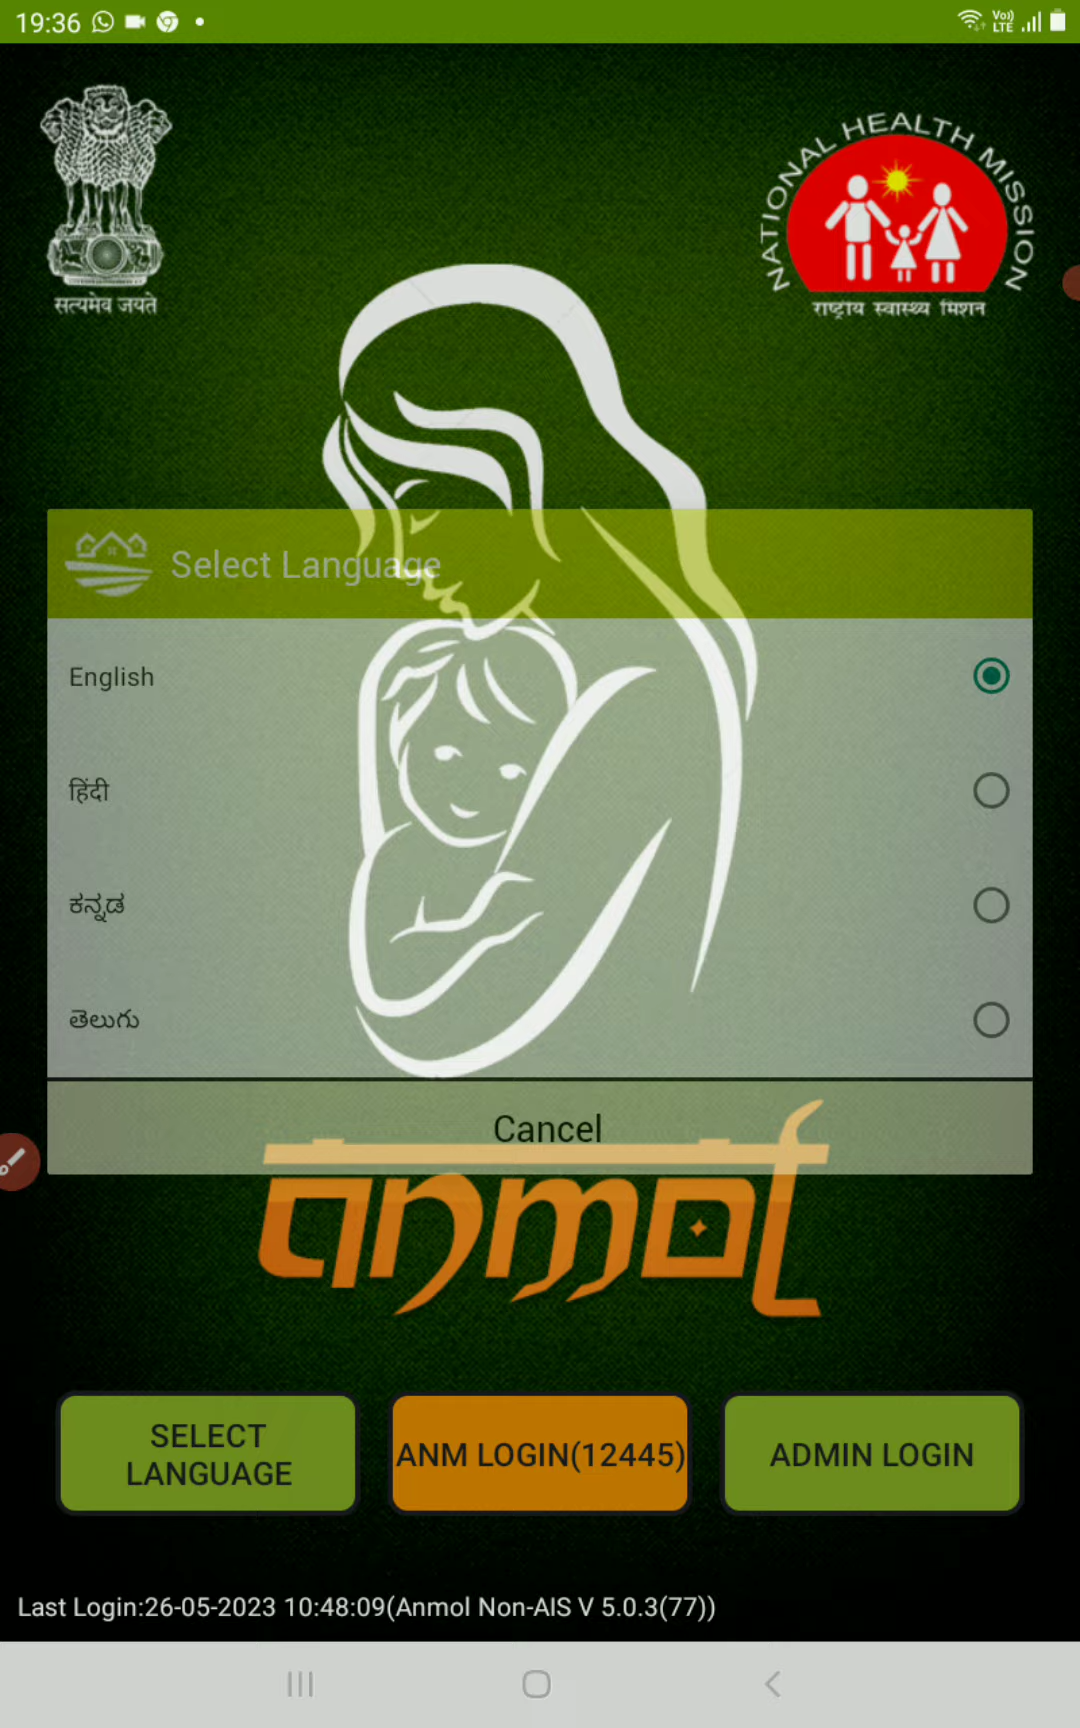 19:36
Vo)
LTE
सत्यमेव जयते
NATIONAL HEALTH MISSION
राष्ट्रीय स्वास्थ्य मिशन
Select Language
English
हिंदी
ಕನ್ನಡ
తెలుగు
Cancel
anmol
SELECT
LANGUAGE
ANM LOGIN(12445)
ADMIN LOGIN
Last Login:26-05-2023 10:48:09(Anmol Non-AIS V 5.0.3(77))